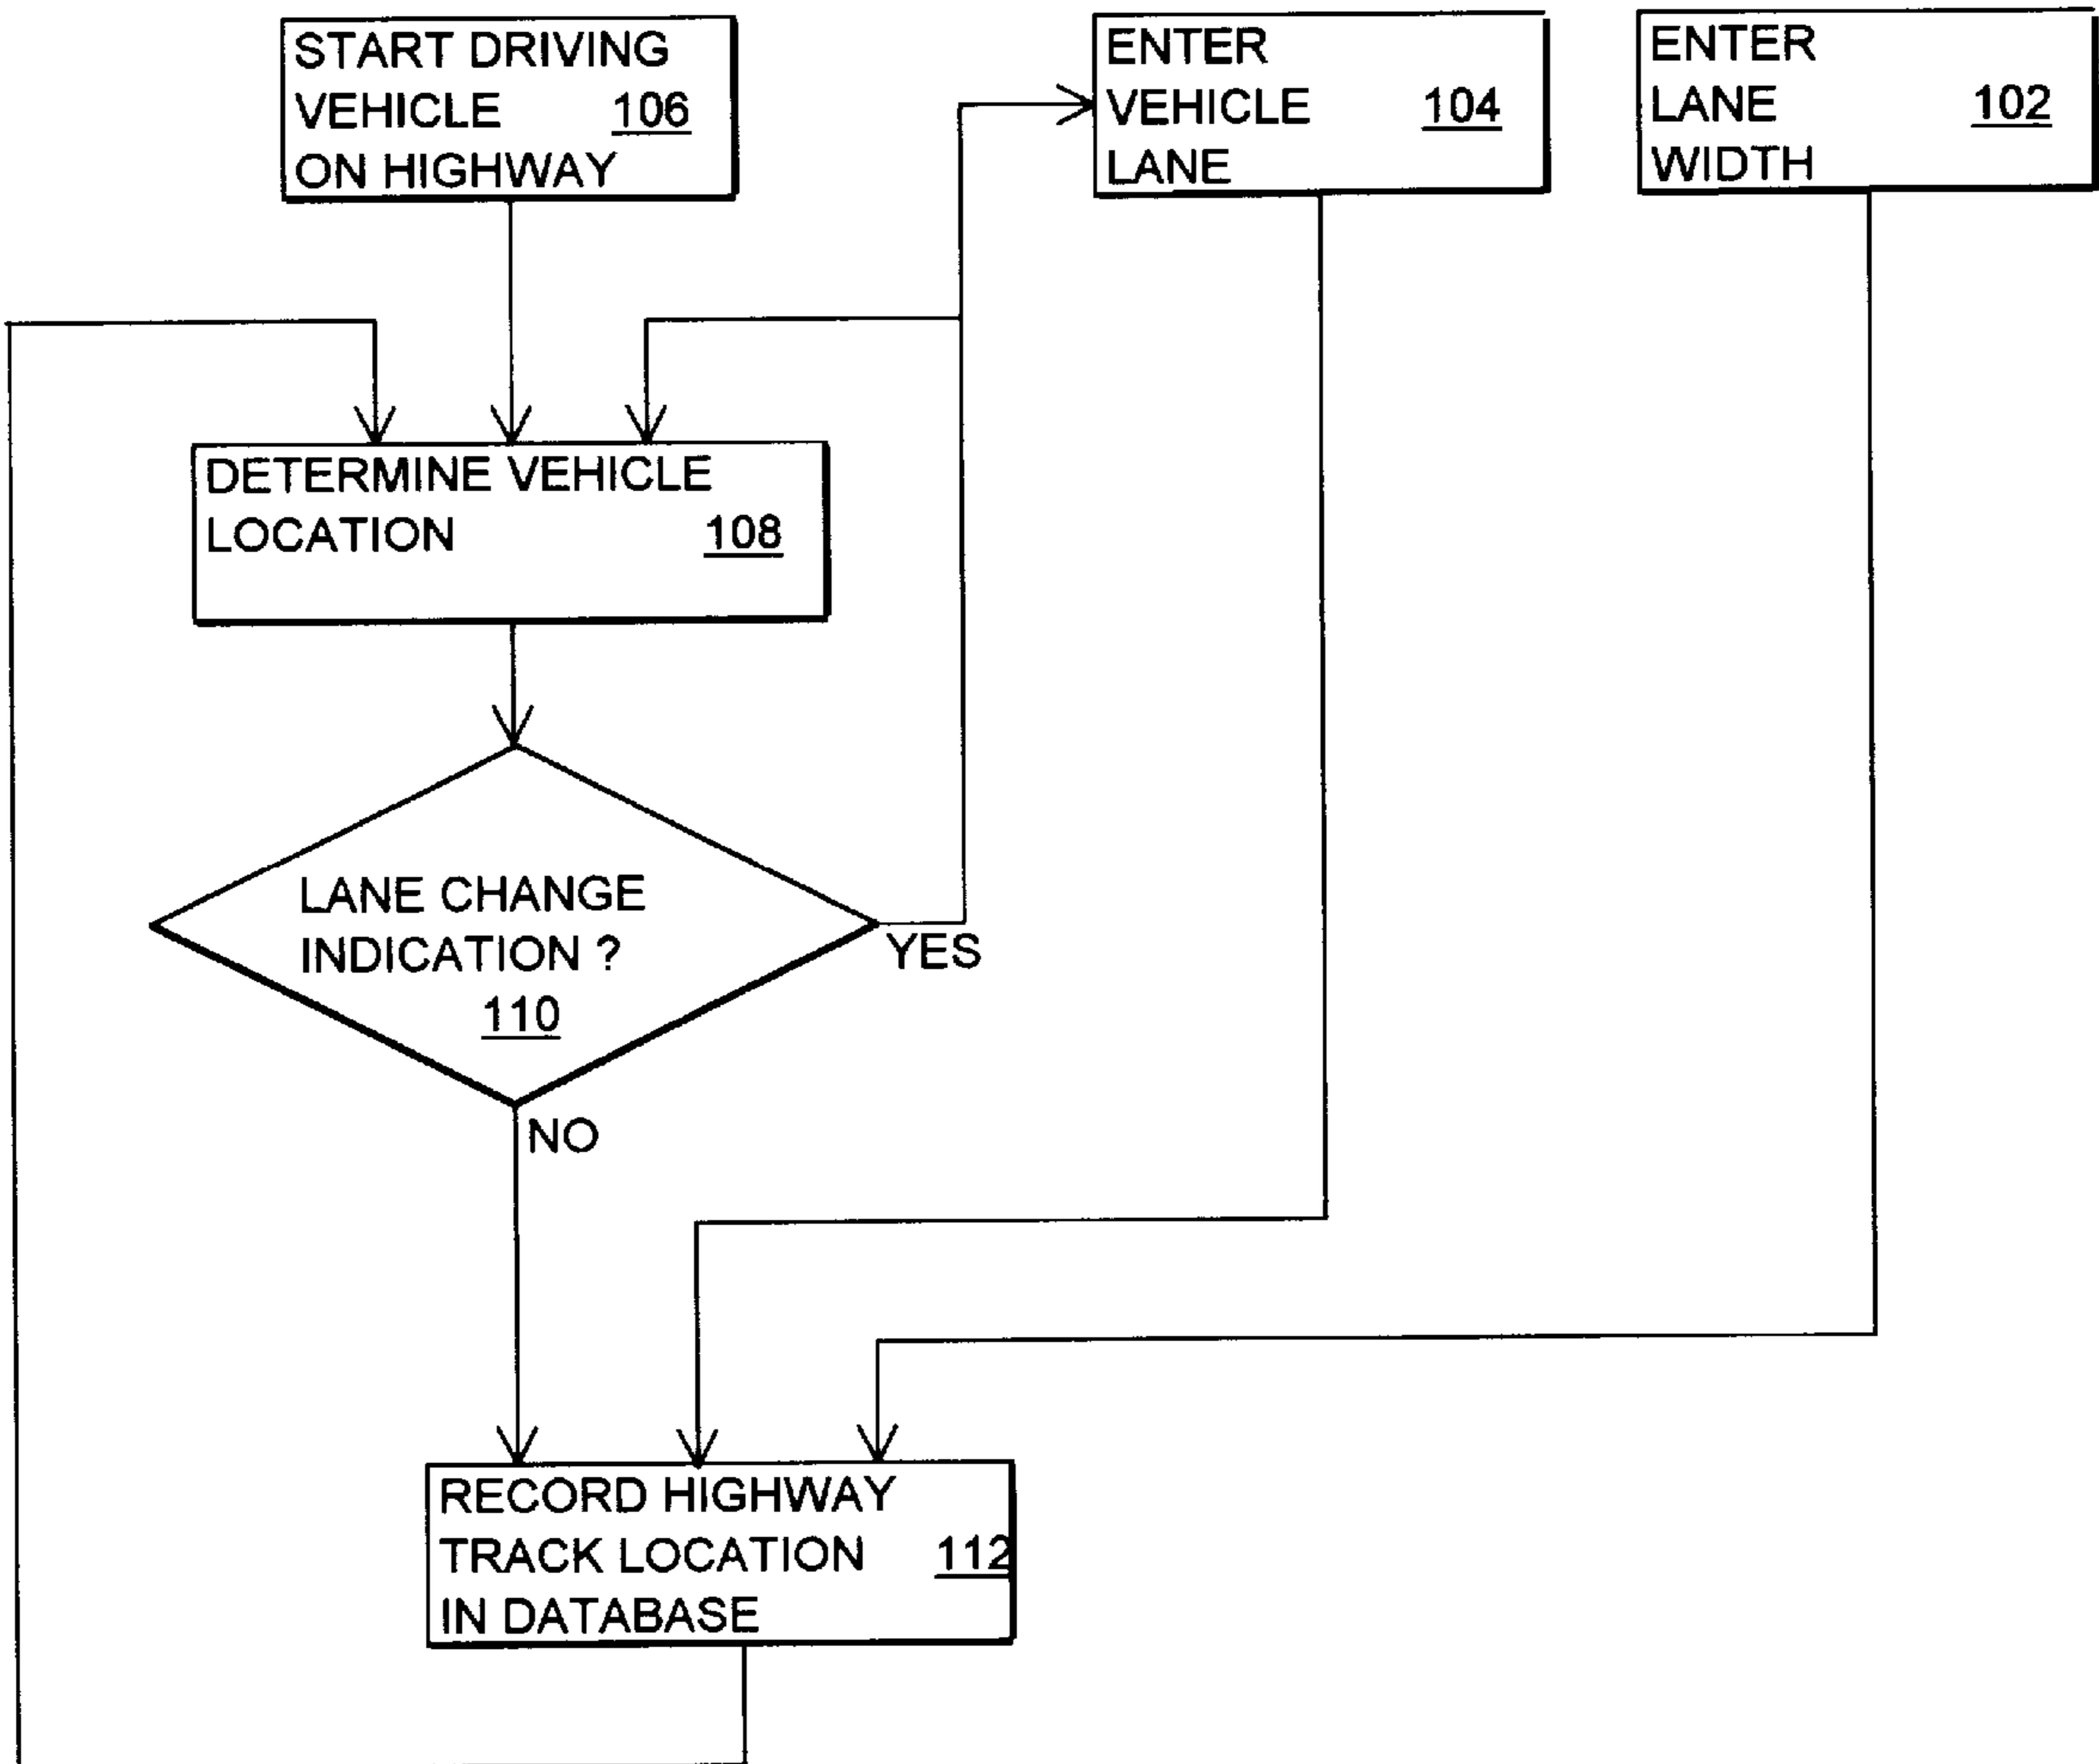 START DRIVING
VEHICLE 106
ON HIGHWAY
ENTER
VEHICLE 104
LANE
ENTER
LANE 102
WIDTH
DETERMINE VEHICLE
LOCATION 108
LANE CHANGE
INDICATION ?
110
YES
NO
RECORD HIGHWAY
TRACK LOCATION 112
IN DATABASE